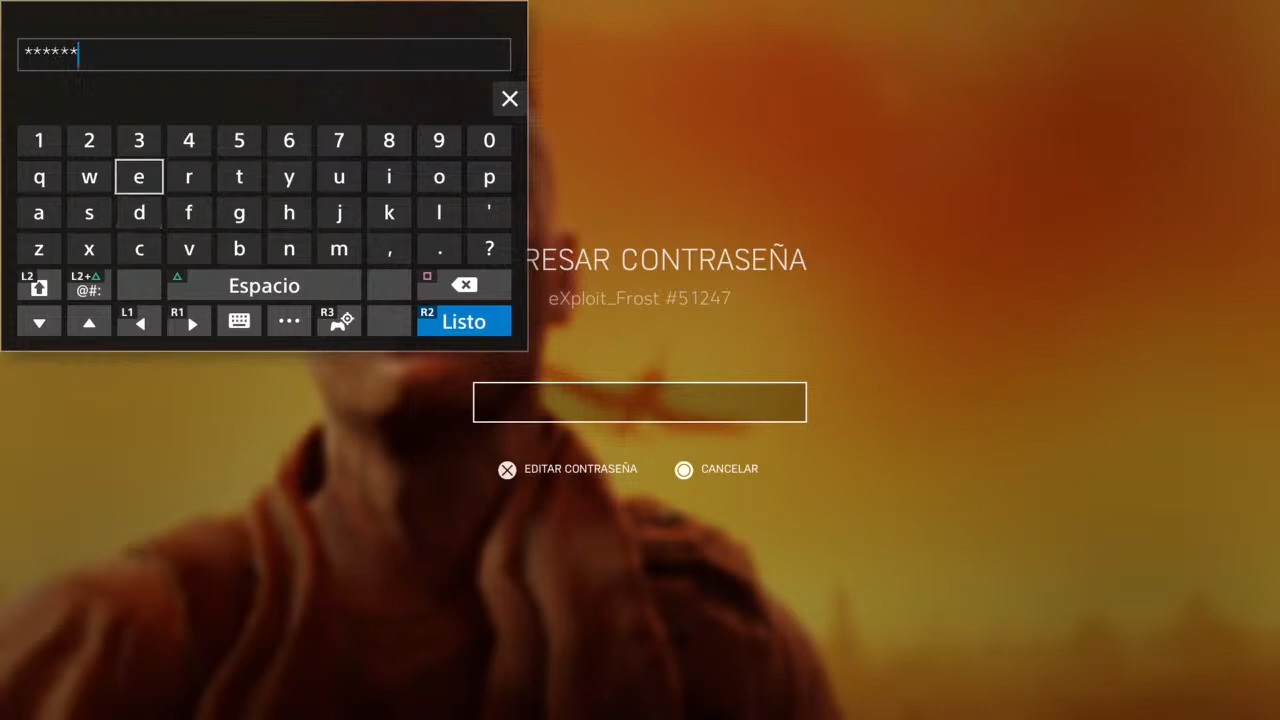 ******
1 2 3 4 5 6 7 8 9 0
q w e r t y u i o p
a s d f g h j k l '
z x c v b n m , . ?
L2 L2+△ @#: △ Espacio
L1 R1 ... R3 R2 Listo
RESAR CONTRASEÑA
eXploit_Frost #51247
EDITAR CONTRASEÑA CANCELAR